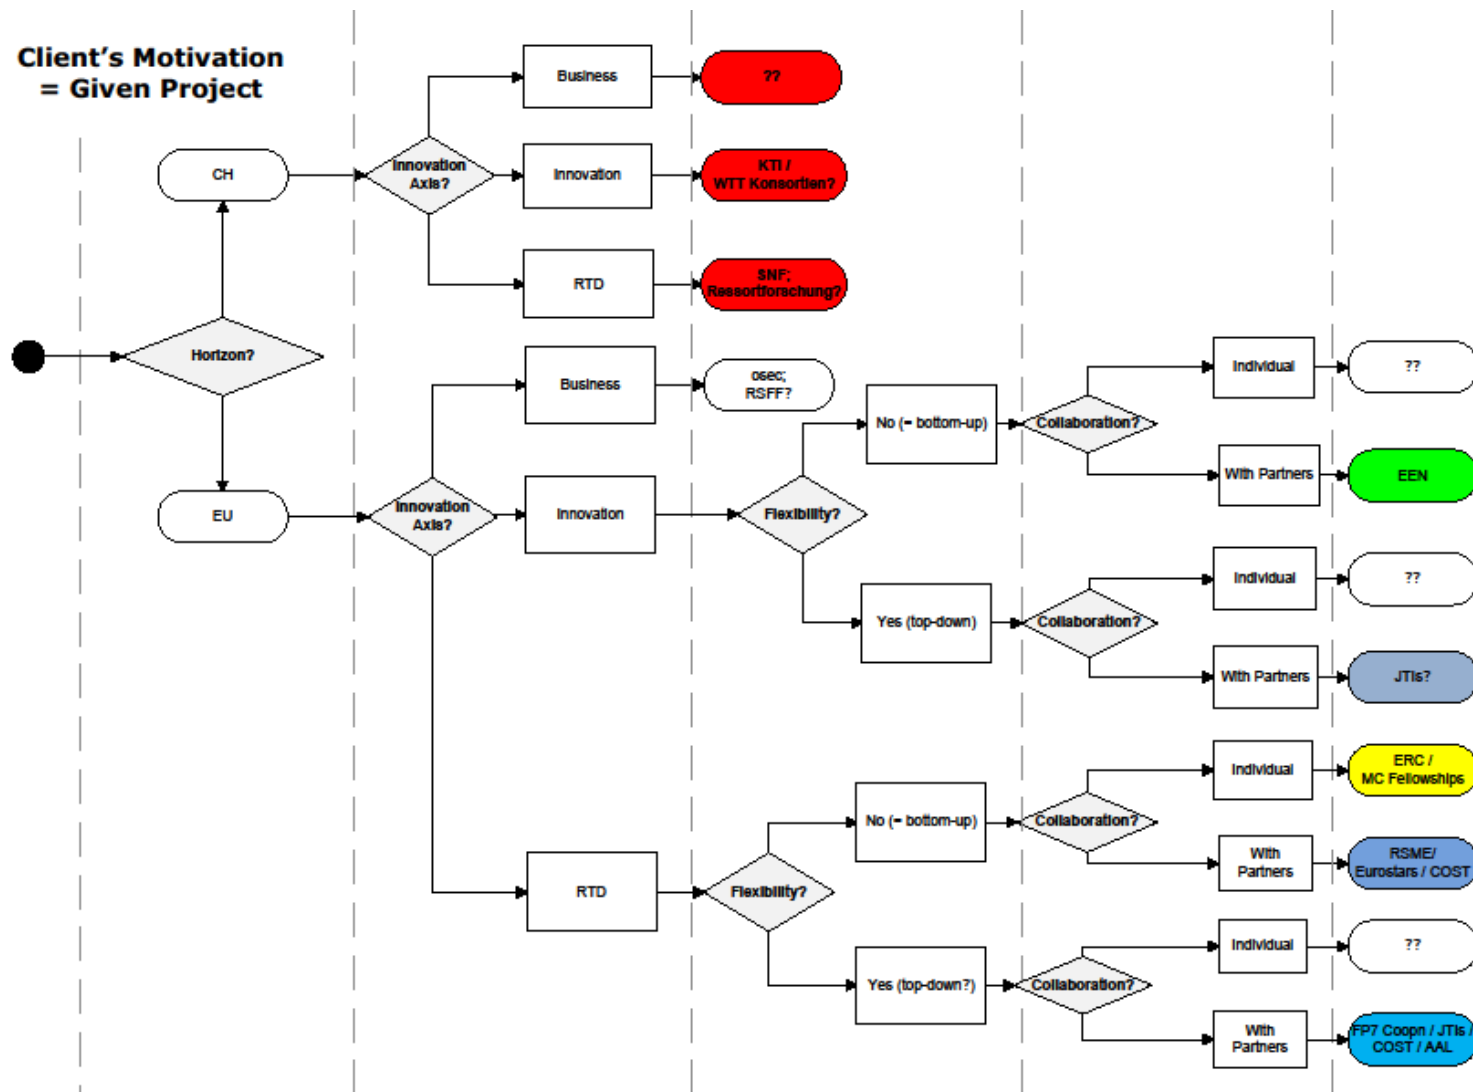 Client's Motivation
= Given Project
Business
??
CH
Innovation
Axis?
Innovation
KTI /
WTT Konsortien?
RTD
SNF;
Ressortforschung?
Horizon?
Business
osec;
RSFF?
No (= bottom-up)
Collaboration?
Individual
??
With Partners
EEN
EU
Innovation
Axis?
Innovation
Flexibility?
Yes (top-down)
Collaboration?
Individual
??
With Partners
JTIs?
RTD
Flexibility?
No (= bottom-up)
Collaboration?
Individual
ERC /
MC Fellowships
With
Partners
RSME/
Eurostars / COST
Yes (top-down?)
Collaboration?
Individual
??
With
Partners
FP7 Coopn / JTIs /
COST / AAL